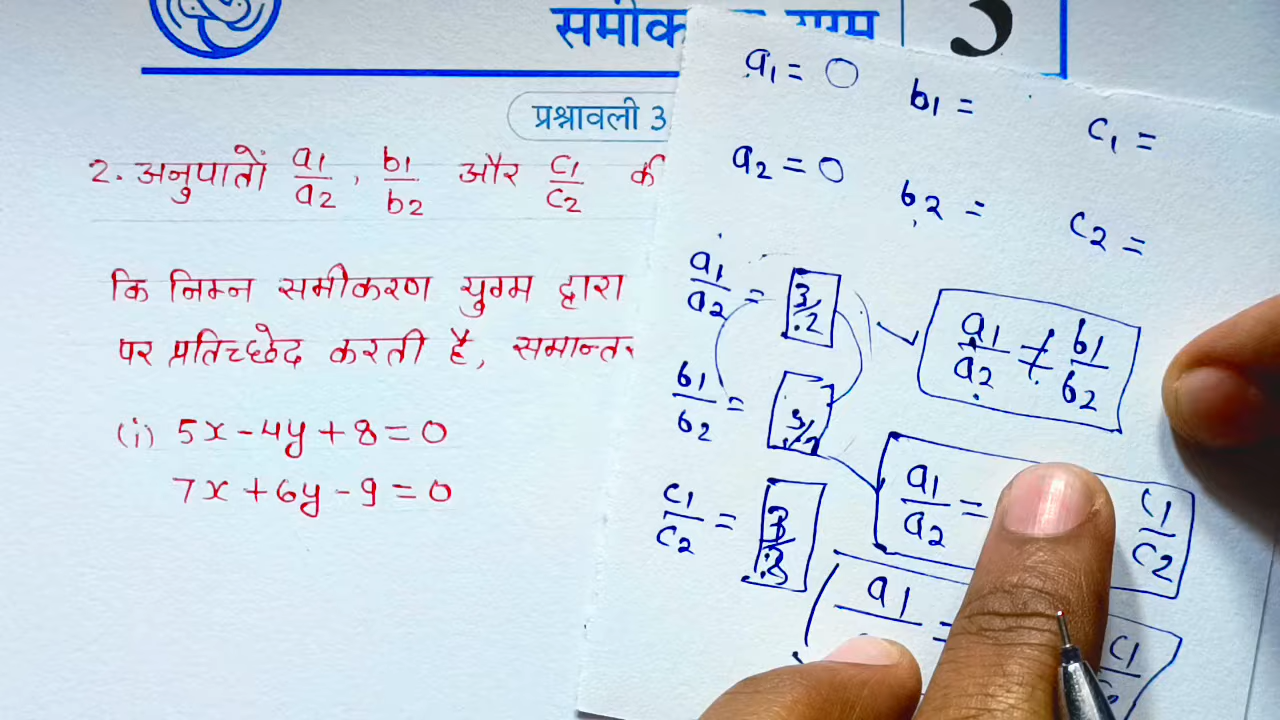 प्रश्नावली 3
2. अनुपातों a1/a2, b1/b2 और c1/c2 की
कि निम्न समीकरण युग्म द्वारा
पर प्रतिच्छेद करती है, समान्तर
(i) 5x - 4y + 8 = 0
7x + 6y - 9 = 0
a1 = 0 b1 = c1 =
a2 = 0 b2 = c2 =
a1/a2 = 3/2
a1/a2 ≠ b1/b2
b1/b2 =
a1/a2 = c1/c2
c1/c2 =
a1 = c1